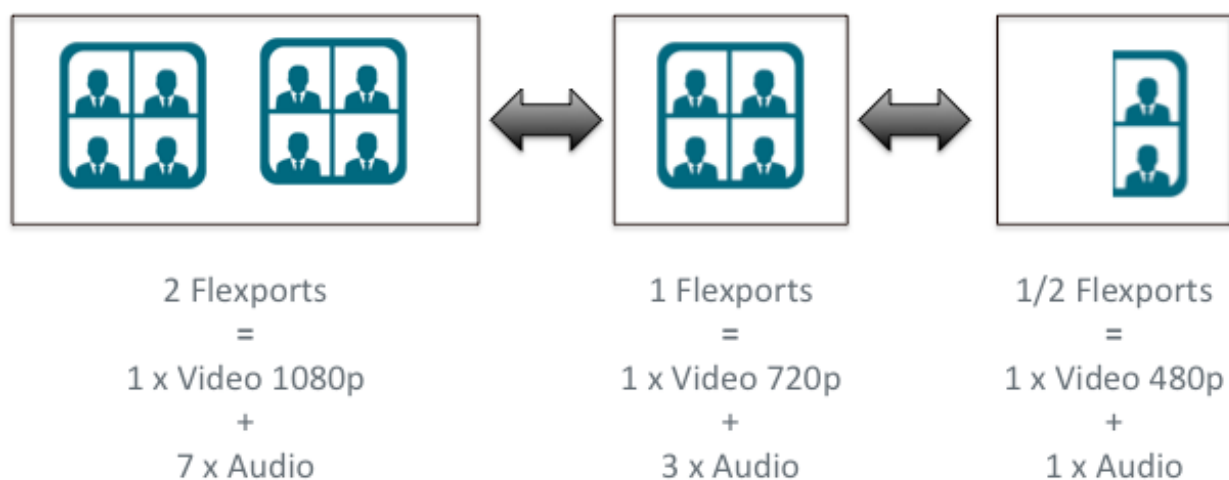 2 Flexports
=
1 x Video 1080p
+
7 x Audio
1 Flexports
=
1 x Video 720p
+
3 x Audio
1/2 Flexports
=
1 x Video 480p
+
1 x Audio